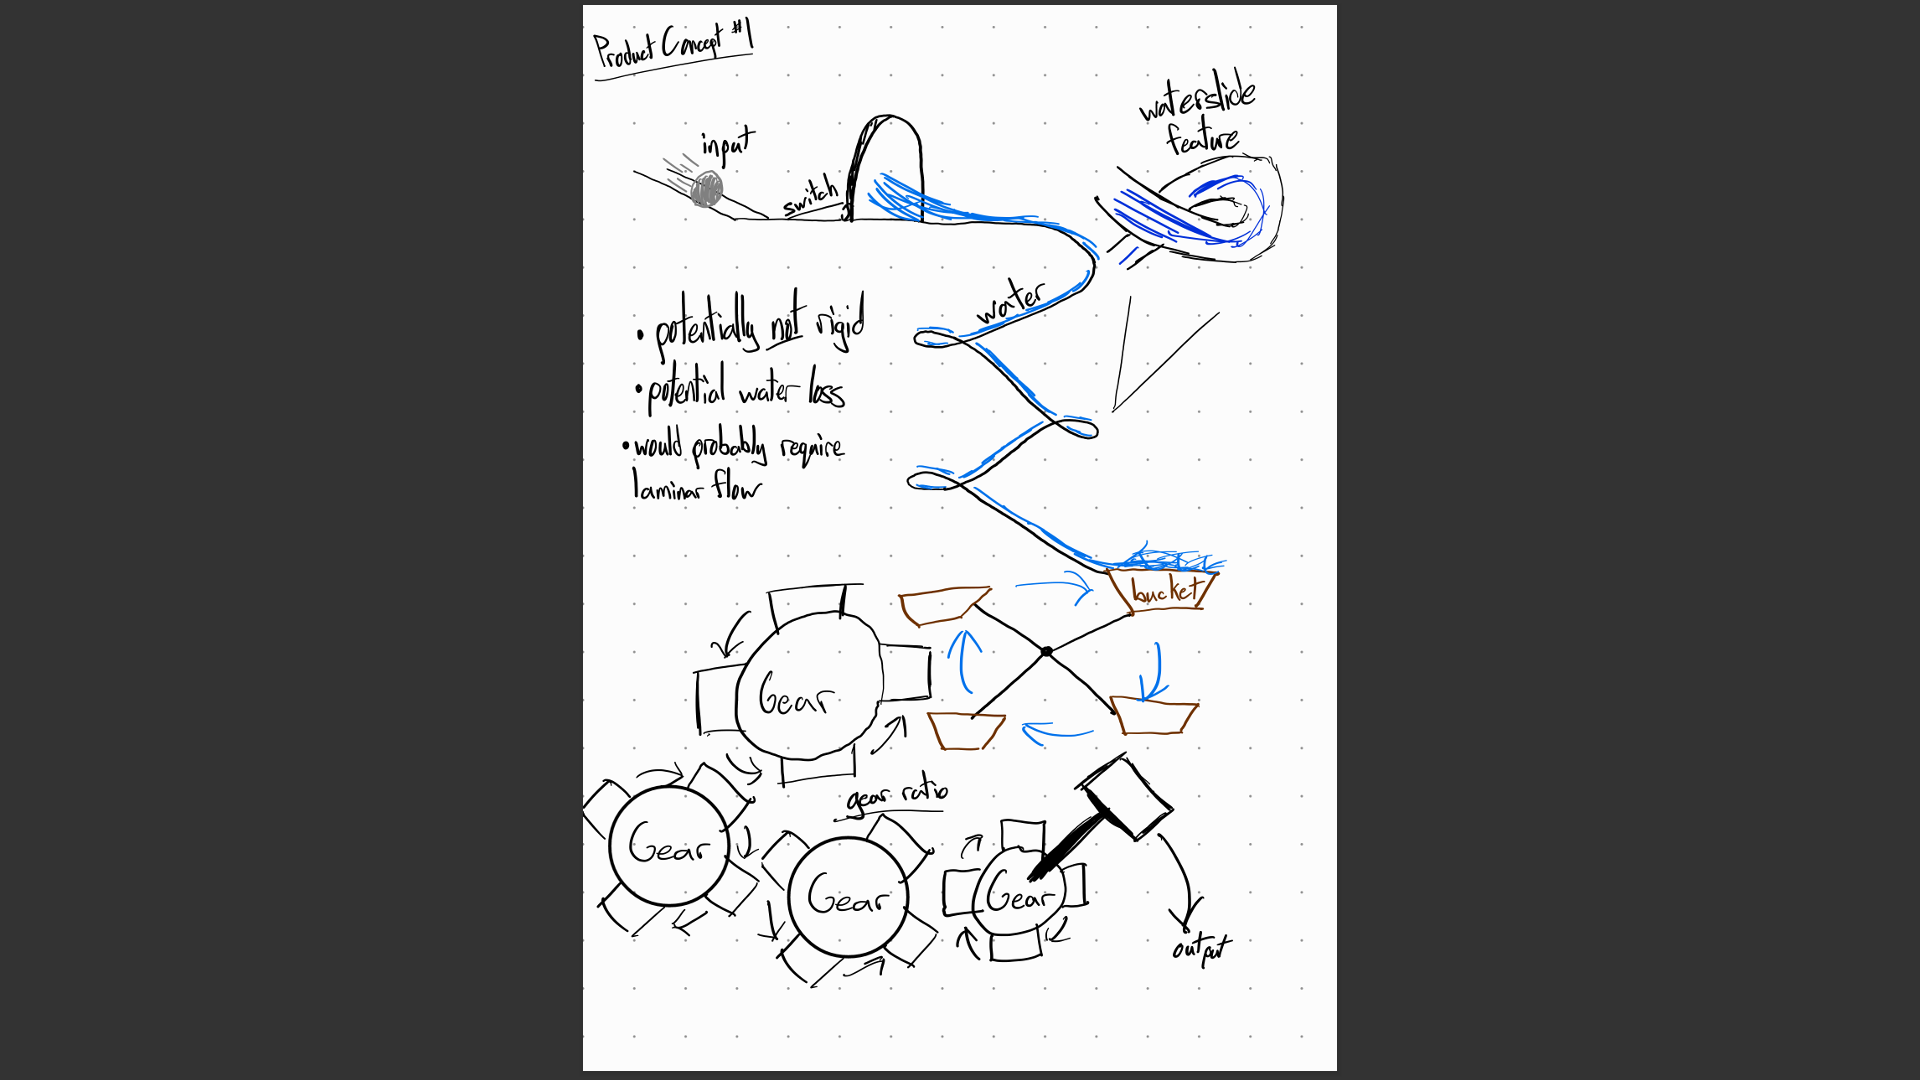 Product Concept #1
waterslide
feature
input
switch
water
• potentially not rigid
• potential water loss
• would probably require
laminar flow
bucket
Gear
gear ratio
Gear
Gear
Gear
output